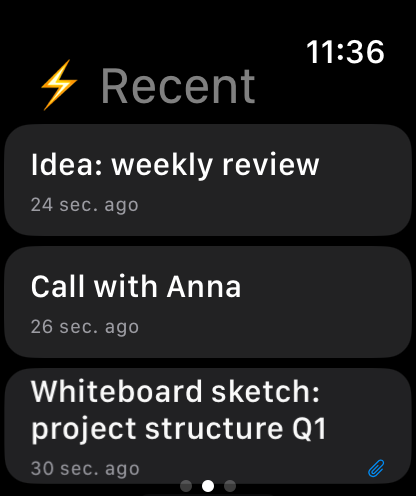 11:36
⚡ Recent
Idea: weekly review
24 sec. ago
Call with Anna
26 sec. ago
Whiteboard sketch:
project structure Q1
30 sec. ago